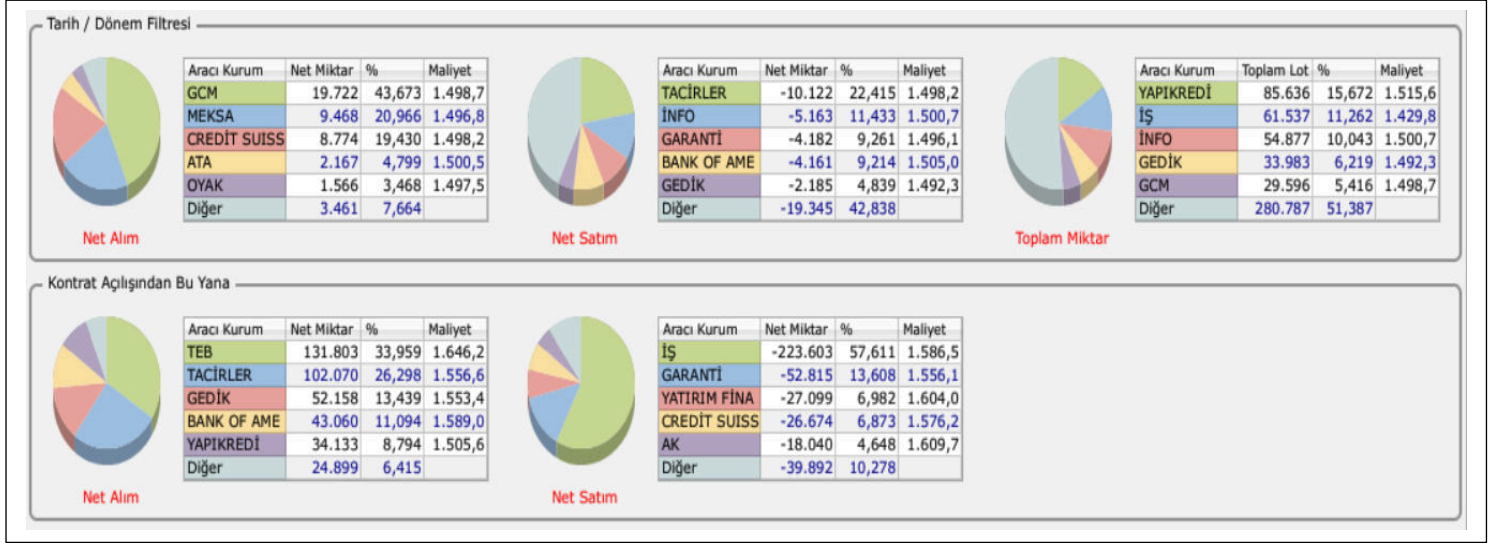 Tarih / Dönem Filtresi
Aracı Kurum Net Miktar % Maliyet
GCM 19.722 43,673 1.498,7
MEKSA 9.468 20,966 1.496,8
CREDİT SUISS 8.774 19,430 1.498,2
ATA 2.167 4,799 1.500,5
OYAK 1.566 3,468 1.497,5
Diğer 3.461 7,664
Net Alım
Aracı Kurum Net Miktar % Maliyet
TACİRLER -10.122 22,415 1.498,2
İNFO -5.163 11,433 1.500,7
GARANTİ -4.182 9,261 1.496,1
BANK OF AME -4.161 9,214 1.505,0
GEDİK -2.185 4,839 1.492,3
Diğer -19.345 42,838
Net Satım
Aracı Kurum Toplam Lot % Maliyet
YAPIKREDİ 85.636 15,672 1.515,6
İŞ 61.537 11,262 1.429,8
İNFO 54.877 10,043 1.500,7
GEDİK 33.983 6,219 1.492,3
GCM 29.596 5,416 1.498,7
Diğer 280.787 51,387
Toplam Miktar
Kontrat Açılışından Bu Yana
Aracı Kurum Net Miktar % Maliyet
TEB 131.803 33,959 1.646,2
TACİRLER 102.070 26,298 1.556,6
GEDİK 52.158 13,439 1.553,4
BANK OF AME 43.060 11,094 1.589,0
YAPIKREDİ 34.133 8,794 1.505,6
Diğer 24.899 6,415
Net Alım
Aracı Kurum Net Miktar % Maliyet
İŞ -223.603 57,611 1.586,5
GARANTİ -52.815 13,608 1.556,1
YATIRIM FİNA -27.099 6,982 1.604,0
CREDİT SUISS -26.674 6,873 1.576,2
AK -18.040 4,648 1.609,7
Diğer -39.892 10,278
Net Satım